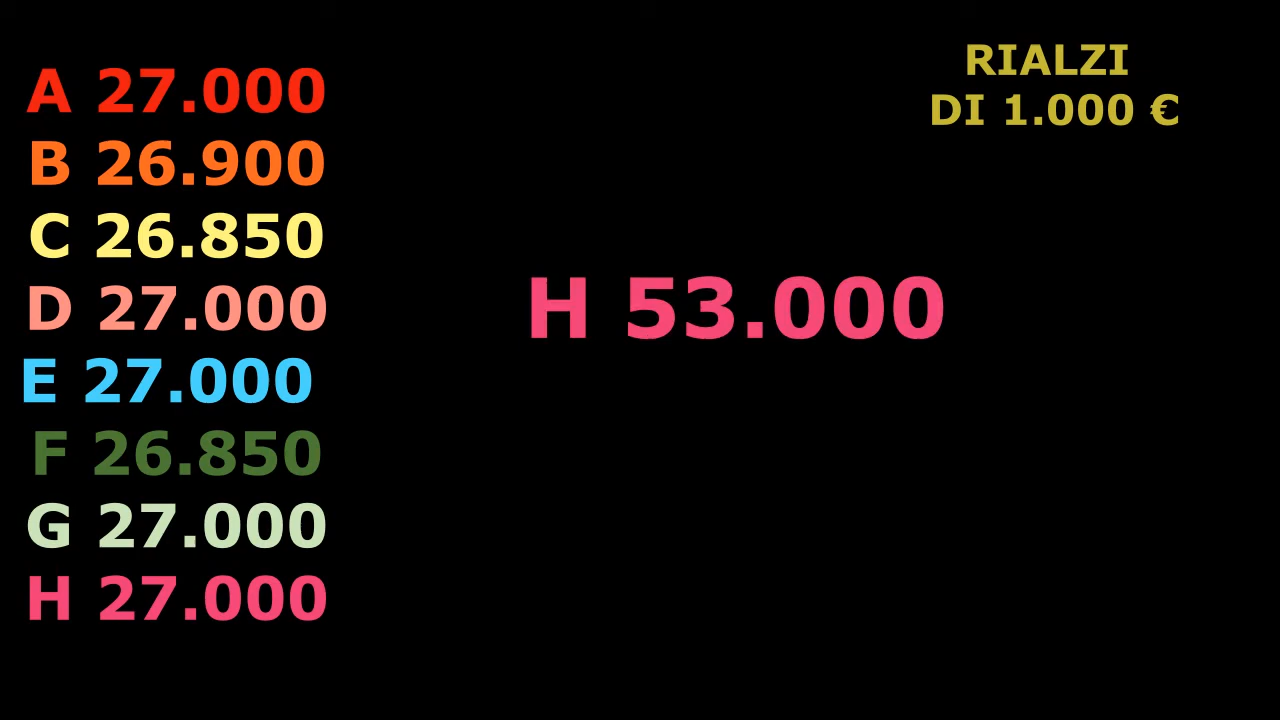 A 27.000
B 26.900
C 26.850
D 27.000
E 27.000
F 26.850
G 27.000
H 27.000
H 53.000
RIALZI
DI 1.000 €